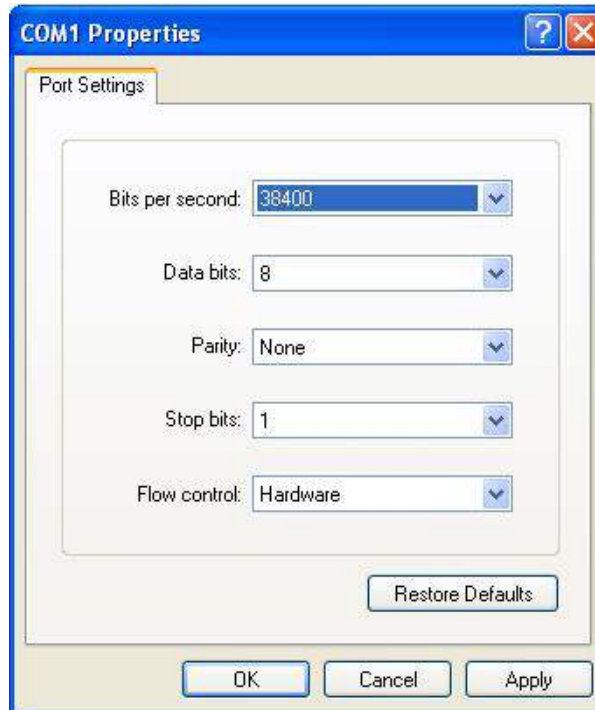 COM1 Properties
Port Settings
Bits per second: 38400
Data bits: 8
Parity: None
Stop bits: 1
Flow control: Hardware
Restore Defaults
OK Cancel Apply